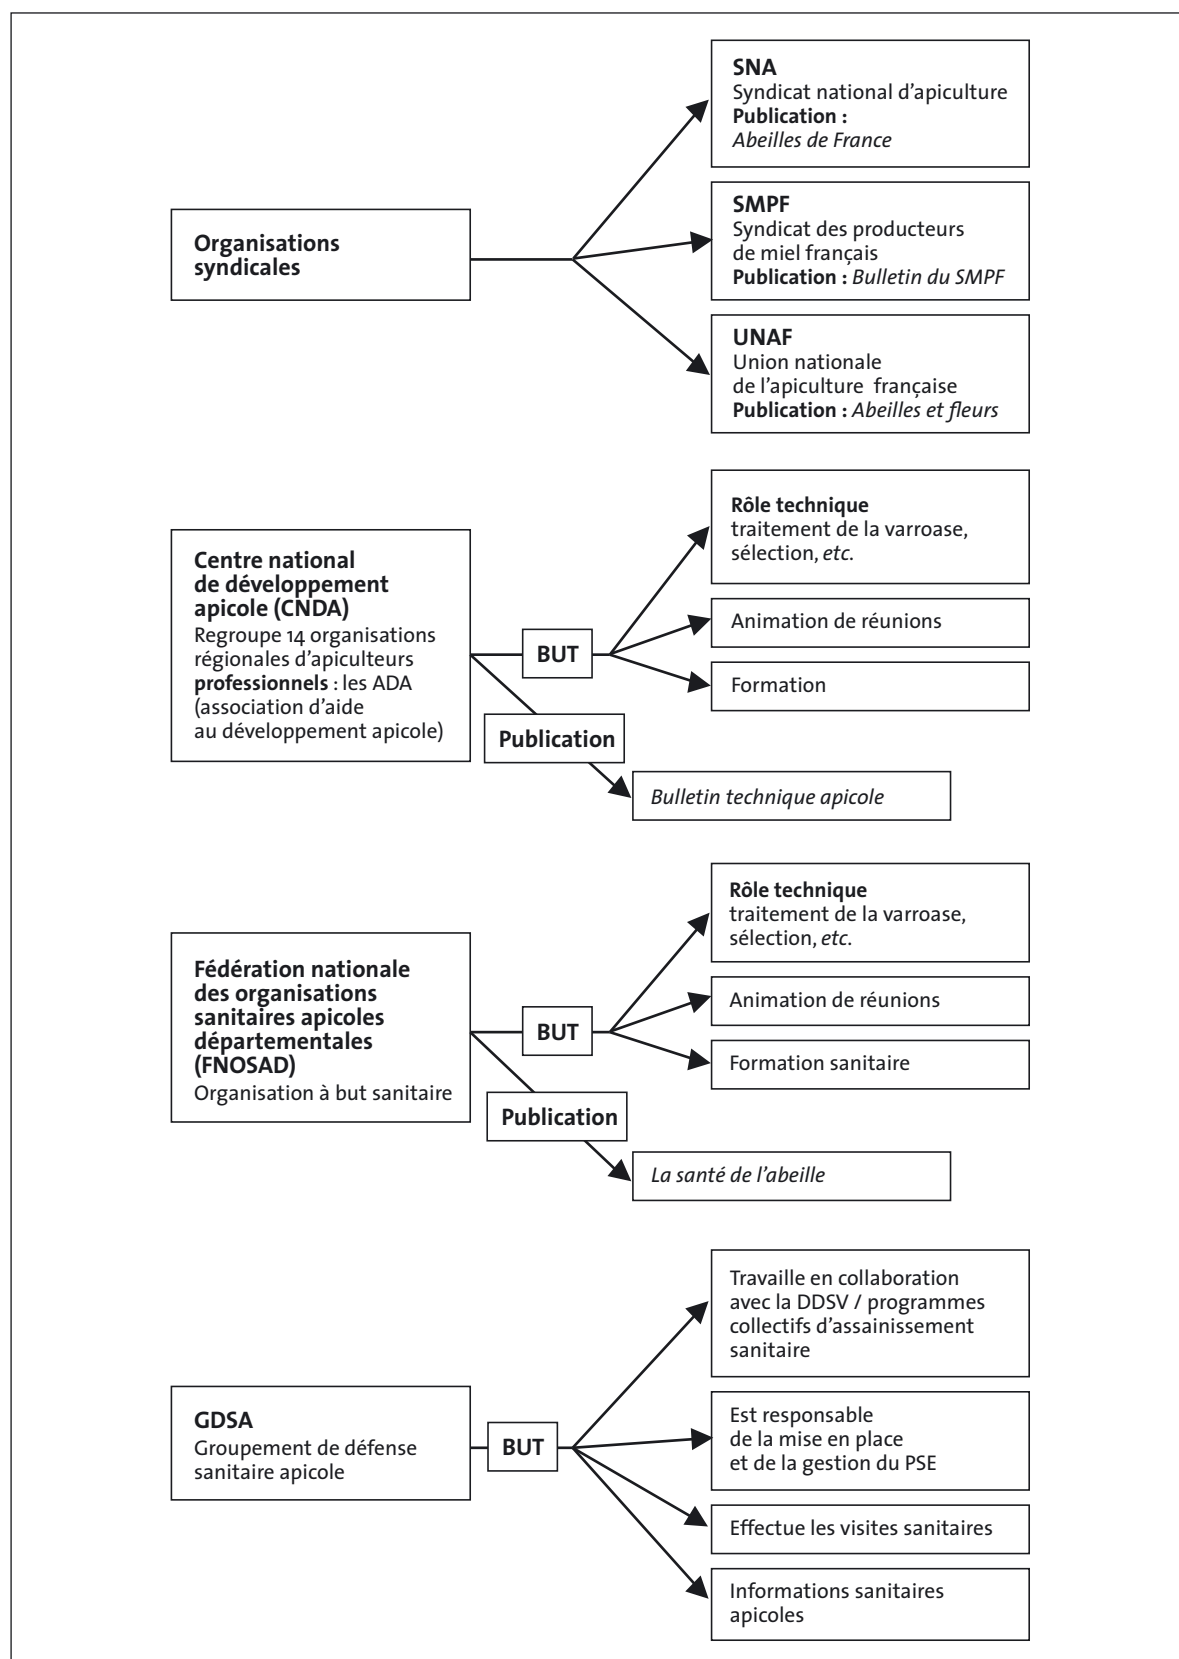 SNA
Syndicat national d'apiculture
Publication :
Abeilles de France
Organisations
syndicales
SMPF
Syndicat des producteurs
de miel français
Publication : Bulletin du SMPF
UNAF
Union nationale
de l'apiculture française
Publication : Abeilles et fleurs
Centre national
de développement
apicole (CNDA)
Regroupe 14 organisations
régionales d'apiculteurs
professionnels : les ADA
(association d'aide
au développement apicole)
BUT
Rôle technique
traitement de la varroase,
sélection, etc.
Animation de réunions
Formation
Publication
Bulletin technique apicole
Fédération nationale
des organisations
sanitaires apicoles
départementales
(FNOSAD)
Organisation à but sanitaire
BUT
Rôle technique
traitement de la varroase,
sélection, etc.
Animation de réunions
Formation sanitaire
Publication
La santé de l'abeille
GDSA
Groupement de défense
sanitaire apicole
BUT
Travaille en collaboration
avec la DDSV / programmes
collectifs d'assainissement
sanitaire
Est responsable
de la mise en place
et de la gestion du PSE
Effectue les visites sanitaires
Informations sanitaires
apicoles